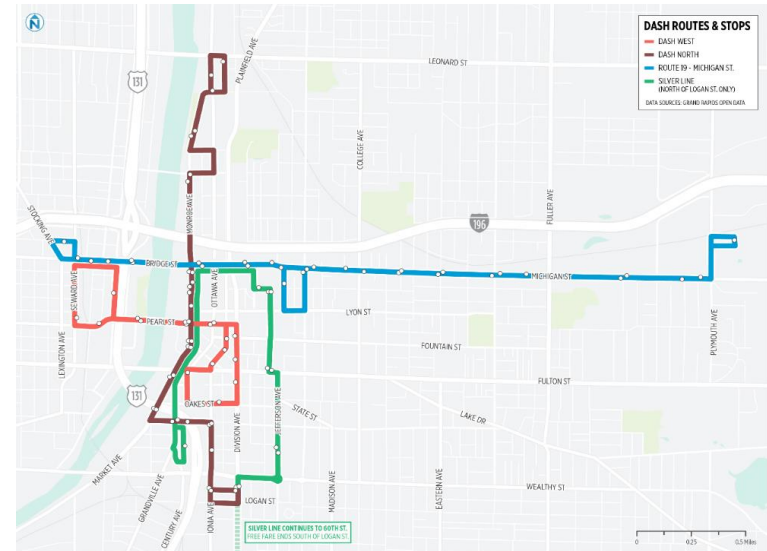 N
DASH ROUTES & STOPS
DASH WEST
DASH NORTH
ROUTE 19 - MICHIGAN ST.
SILVER LINE
(NORTH OF LOGAN ST. ONLY)
DATA SOURCES: GRAND RAPIDS OPEN DATA
PLAINFIELD AVE
LEONARD ST
131
COLLEGE AVE
FULLER AVE
STOCKING AVE
MONROE AVE
196
BRIDGE ST
MICHIGAN ST
SEWARD AVE
OTTAWA AVE
LYON ST
PEARL ST
PLYMOUTH AVE
LEXINGTON AVE
FOUNTAIN ST
FULTON ST
131
OAKES ST
STATE ST
DIVISION AVE
JEFFERSON AVE
LAKE DR
MARKET AVE
GRANDVILLE AVE
CENTURY AVE
IONIA AVE
LOGAN ST
MADISON AVE
EASTERN AVE
WEALTHY ST
SILVER LINE CONTINUES TO 60TH ST.
FREE FARE ENDS SOUTH OF LOGAN ST.
0 0.25 0.5 Miles